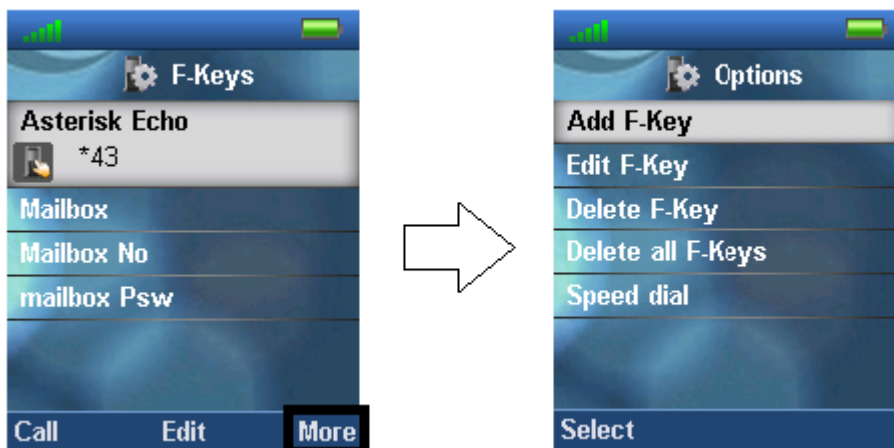 F-Keys
Asterisk Echo
*43
Mailbox
Mailbox No
mailbox Psw
Call Edit More
Options
Add F-Key
Edit F-Key
Delete F-Key
Delete all F-Keys
Speed dial
Select